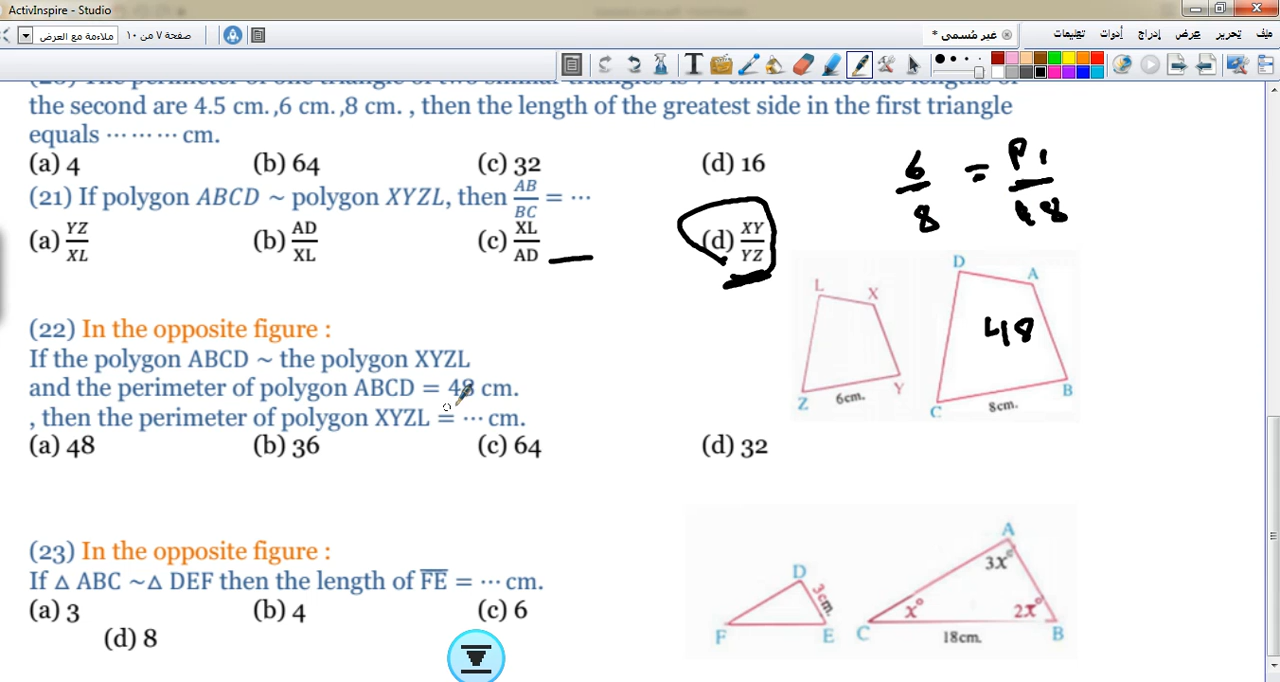 ActivInspire - Studio
ملف تحرير عرض إدراج أدوات تعليمات
غير مُسمى *
صفحة ٧ من ١٠
ملاءمة مع العرض
the second are 4.5 cm. ,6 cm. ,8 cm. , then the length of the greatest side in the first triangle
equals ⋯⋯⋯ cm.
(a) 4 (b) 64 (c) 32 (d) 16
(21) If polygon ABCD ~ polygon XYZL, then AB/BC = ⋯
(a) YZ/XL (b) AD/XL (c) XL/AD (d) XY/YZ
6/8 = P1/48
(22) In the opposite figure :
If the polygon ABCD ~ the polygon XYZL
and the perimeter of polygon ABCD = 48 cm.
, then the perimeter of polygon XYZL = ⋯ cm.
(a) 48 (b) 36 (c) 64 (d) 32
L X Y Z 6cm.
D A B C 8cm. 48
(23) In the opposite figure :
If △ ABC ~△ DEF then the length of F̅E̅ = ⋯ cm.
(a) 3 (b) 4 (c) 6
(d) 8
D 3cm. F E
A 3x° x° 2x° C 18cm. B